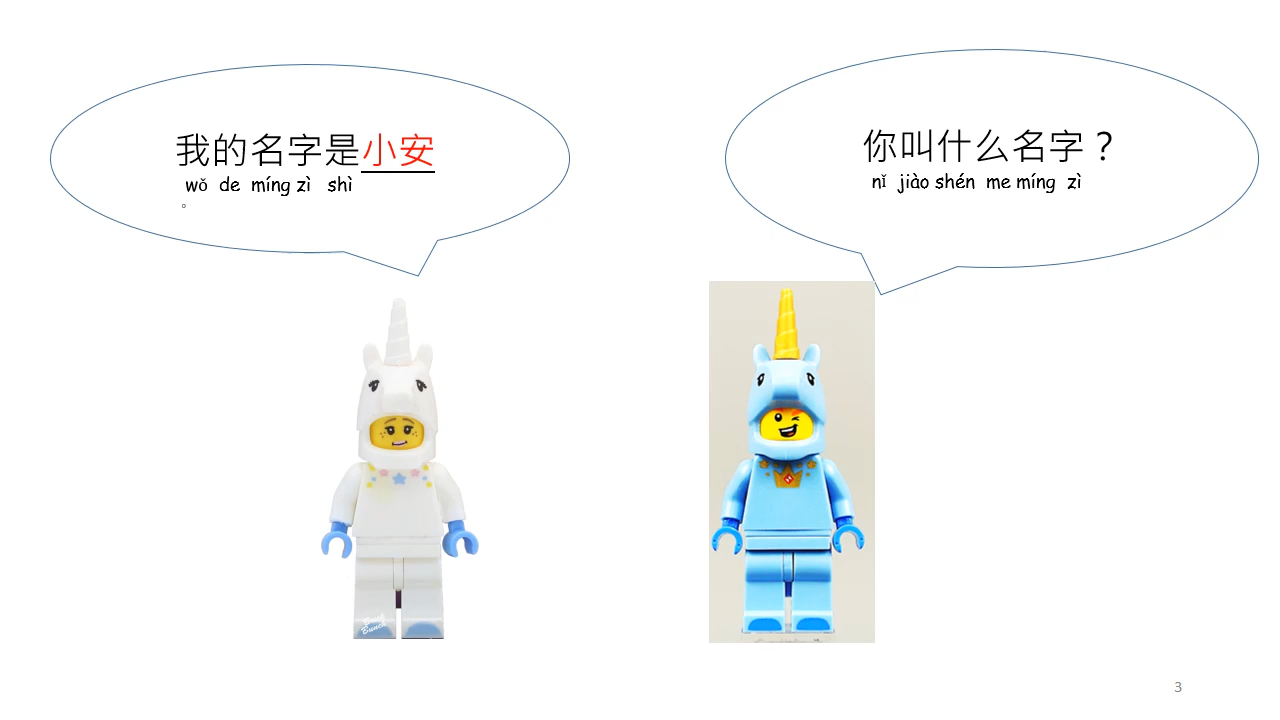 我的名字是小安
wǒ de míng zì shì
。
你叫什么名字？
nǐ jiào shén me míng zì
Bunch
3